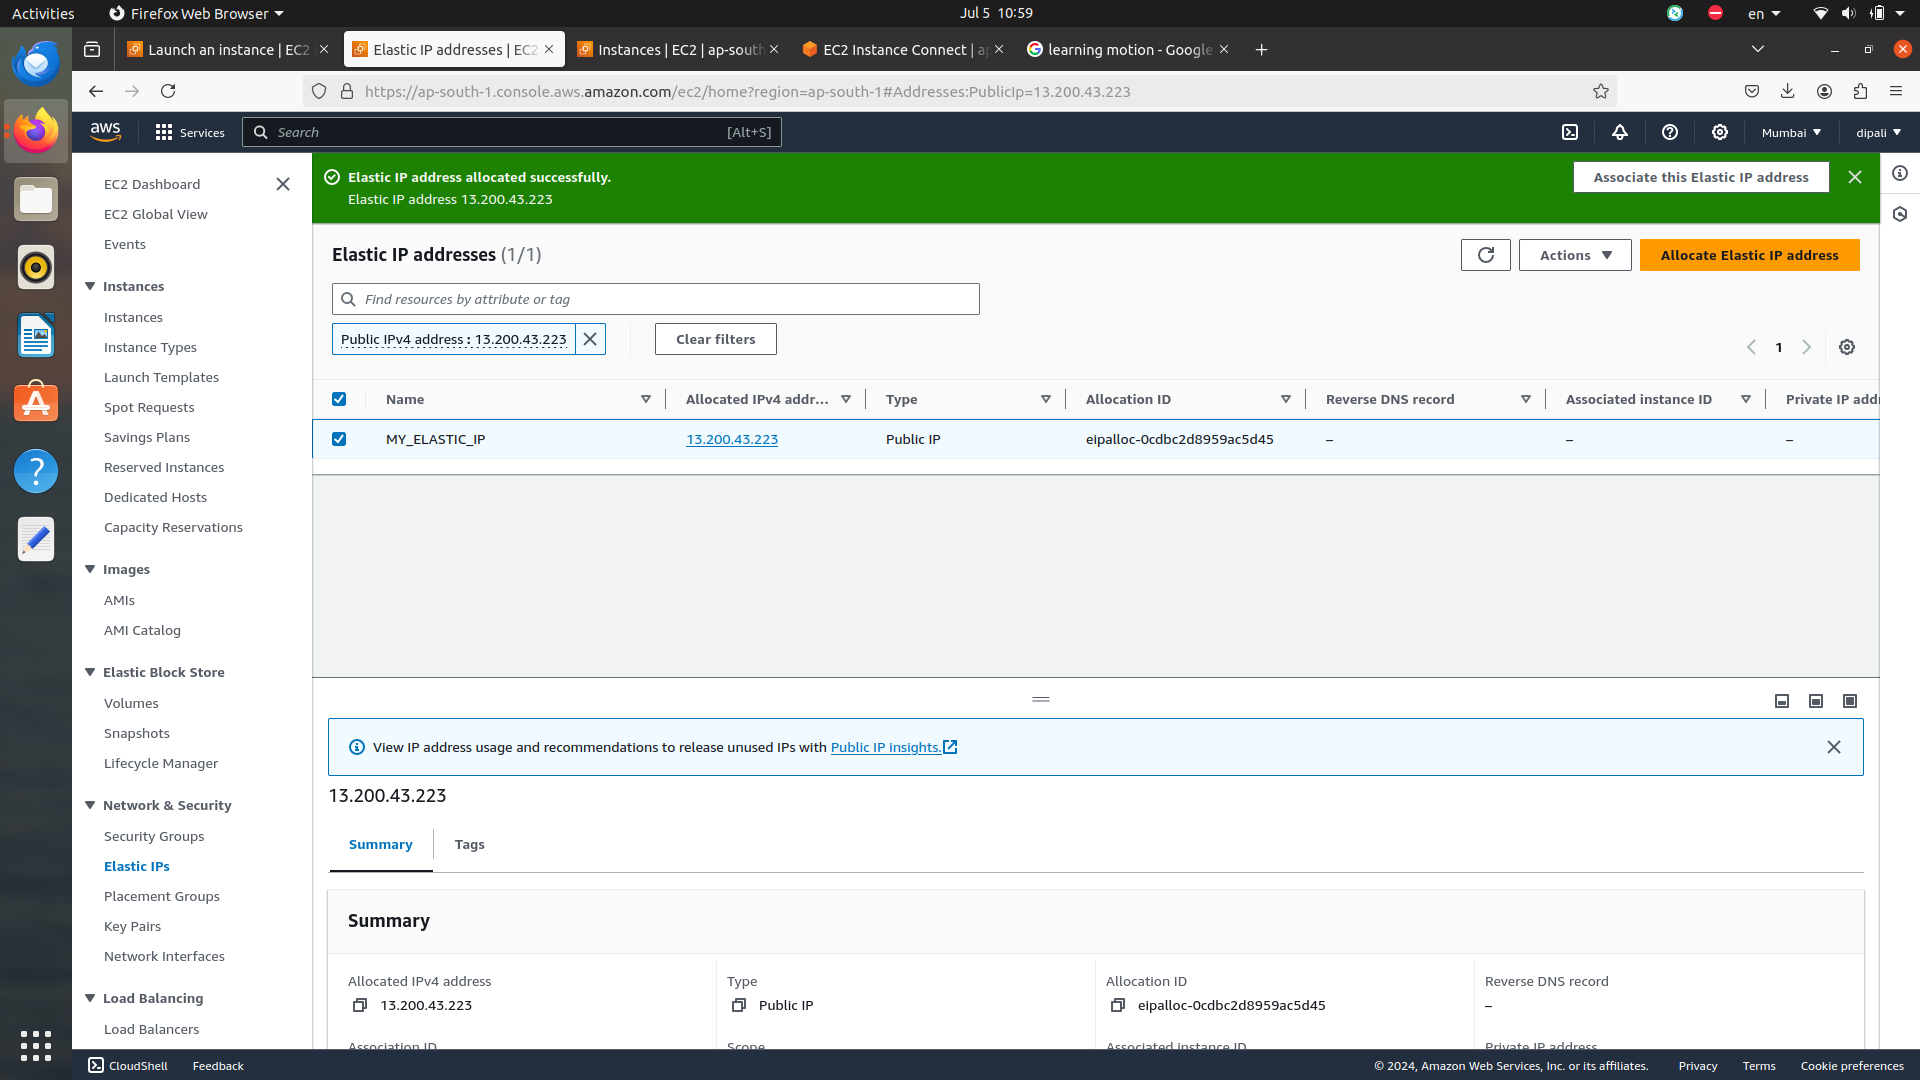 Activities
Firefox Web Browser
Jul 5 10:59
en
Launch an instance | EC2
Elastic IP addresses | EC2
Instances | EC2 | ap-south
EC2 Instance Connect | ap
learning motion - Google
https://ap-south-1.console.aws.amazon.com/ec2/home?region=ap-south-1#Addresses:PublicIp=13.200.43.223
aws
Services
Search
[Alt+S]
Mumbai
dipali
EC2 Dashboard
EC2 Global View
Events
Instances
Instances
Instance Types
Launch Templates
Spot Requests
Savings Plans
Reserved Instances
Dedicated Hosts
Capacity Reservations
Images
AMIs
AMI Catalog
Elastic Block Store
Volumes
Snapshots
Lifecycle Manager
Network & Security
Security Groups
Elastic IPs
Placement Groups
Key Pairs
Network Interfaces
Load Balancing
Load Balancers
Elastic IP address allocated successfully.
Elastic IP address 13.200.43.223
Associate this Elastic IP address
Elastic IP addresses (1/1)
Actions
Allocate Elastic IP address
Find resources by attribute or tag
Public IPv4 address : 13.200.43.223
Clear filters
1
Name
Allocated IPv4 addr...
Type
Allocation ID
Reverse DNS record
Associated instance ID
Private IP addr
MY_ELASTIC_IP
13.200.43.223
Public IP
eipalloc-0cdbc2d8959ac5d45
–
–
–
View IP address usage and recommendations to release unused IPs with Public IP insights.
13.200.43.223
Summary
Tags
Summary
Allocated IPv4 address
13.200.43.223
Type
Public IP
Allocation ID
eipalloc-0cdbc2d8959ac5d45
Reverse DNS record
–
Association ID
Scope
Associated instance ID
Private IP address
CloudShell
Feedback
© 2024, Amazon Web Services, Inc. or its affiliates.
Privacy
Terms
Cookie preferences